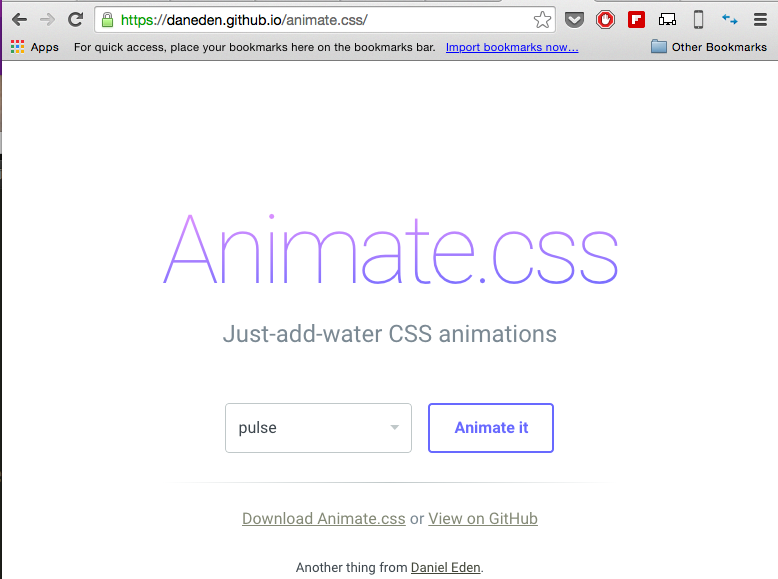 https://daneden.github.io/animate.css/
Apps For quick access, place your bookmarks here on the bookmarks bar. Import bookmarks now… Other Bookmarks
Animate.css
Just-add-water CSS animations
pulse Animate it
Download Animate.css or View on GitHub
Another thing from Daniel Eden.